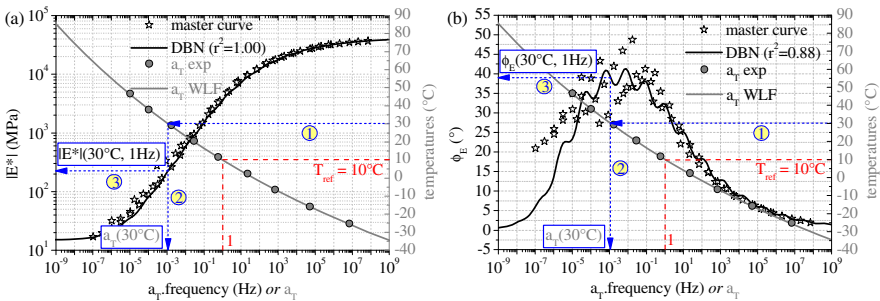 (a)
10^5
10^4
10^3
10^2
10^1
|E*| (MPa)
master curve
DBN (r²=1.00)
a_T exp
a_T WLF
|E*|(30°C, 1Hz)
1
2
3
T_ref = 10°C
a_T(30°C)
1
90
80
70
60
50
40
30
20
10
0
-10
-20
-30
-40
temperatures (°C)
10^-9 10^-7 10^-5 10^-3 10^-1 10^1 10^3 10^5 10^7 10^9
a_T.frequency (Hz) or a_T
(b)
55
50
45
40
35
30
25
20
15
10
5
0
-5
ϕ_E (°)
ϕ_E(30°C, 1Hz)
master curve
DBN (r²=0.88)
a_T exp
a_T WLF
3
1
2
T_ref = 10°C
a_T(30°C)
1
90
80
70
60
50
40
30
20
10
0
-10
-20
-30
-40
temperatures (°C)
10^-9 10^-7 10^-5 10^-3 10^-1 10^1 10^3 10^5 10^7 10^9
a_T.frequency (Hz) or a_T